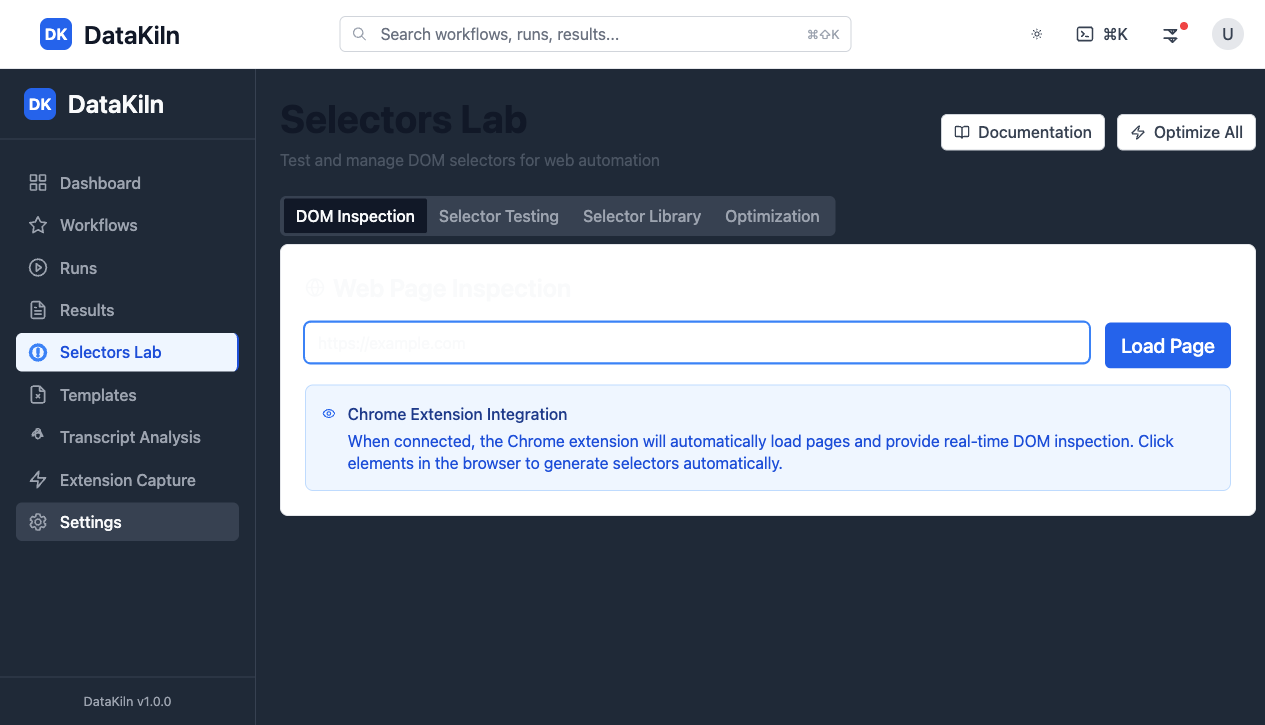 DK DataKiln
Search workflows, runs, results... ⌘⇧K
⌘K
U
DK DataKiln
Dashboard
Workflows
Runs
Results
Selectors Lab
Templates
Transcript Analysis
Extension Capture
Settings
DataKiln v1.0.0
Selectors Lab
Test and manage DOM selectors for web automation
Documentation
Optimize All
DOM Inspection Selector Testing Selector Library Optimization
Web Page Inspection
https://example.com
Load Page
Chrome Extension Integration
When connected, the Chrome extension will automatically load pages and provide real-time DOM inspection. Click
elements in the browser to generate selectors automatically.